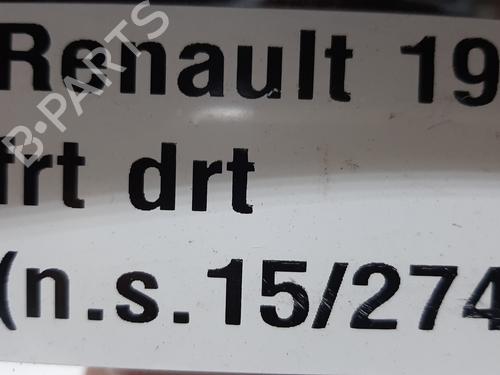 Renault 19
frt drt
(n.s.15/274
B-PARTS